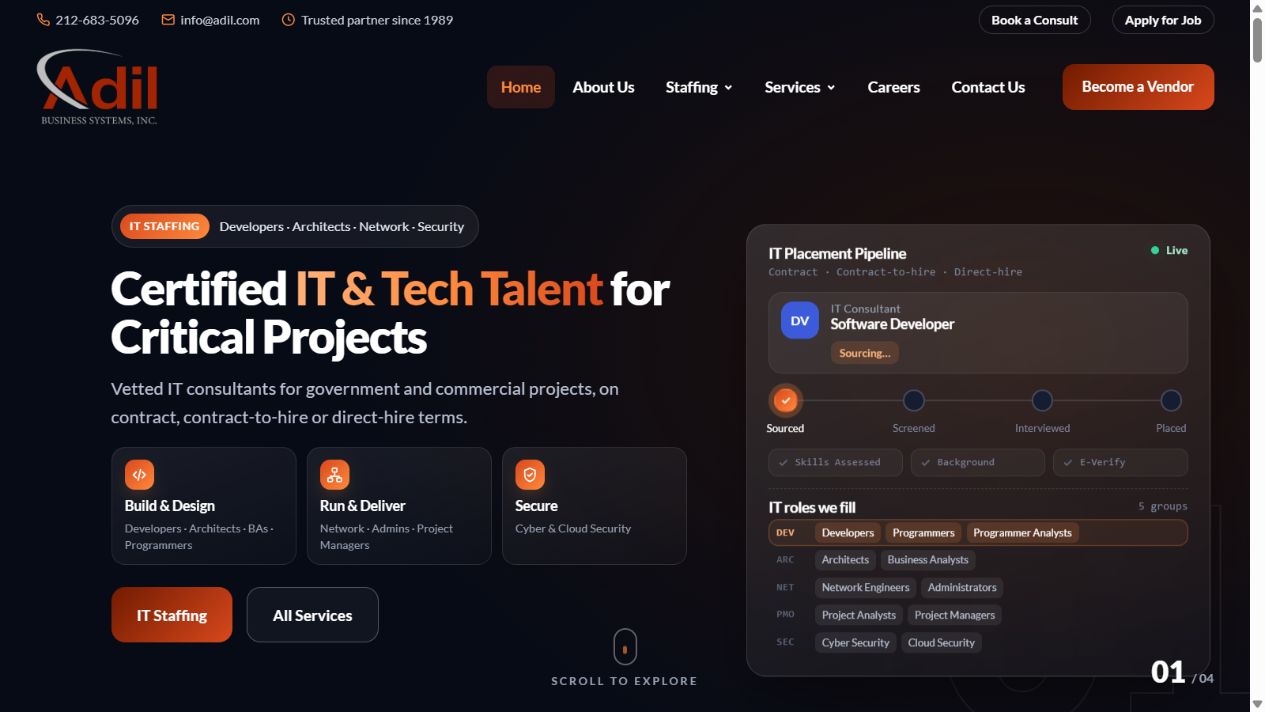 212-683-5096 info@adil.com Trusted partner since 1989 Book a Consult Apply for Job
Adil
BUSINESS SYSTEMS, INC.
Home About Us Staffing Services Careers Contact Us Become a Vendor
IT STAFFING Developers · Architects · Network · Security
Certified IT & Tech Talent for
Critical Projects
Vetted IT consultants for government and commercial projects, on
contract, contract-to-hire or direct-hire terms.
Build & Design
Developers · Architects · BAs ·
Programmers
Run & Deliver
Network · Admins · Project
Managers
Secure
Cyber & Cloud Security
IT Staffing All Services
SCROLL TO EXPLORE
IT Placement Pipeline Live
Contract · Contract-to-hire · Direct-hire
DV
IT Consultant
Software Developer
Sourcing...
Sourced Screened Interviewed Placed
Skills Assessed Background E-Verify
IT roles we fill 5 groups
DEV Developers Programmers Programmer Analysts
ARC Architects Business Analysts
NET Network Engineers Administrators
PMO Project Analysts Project Managers
SEC Cyber Security Cloud Security
01 / 04